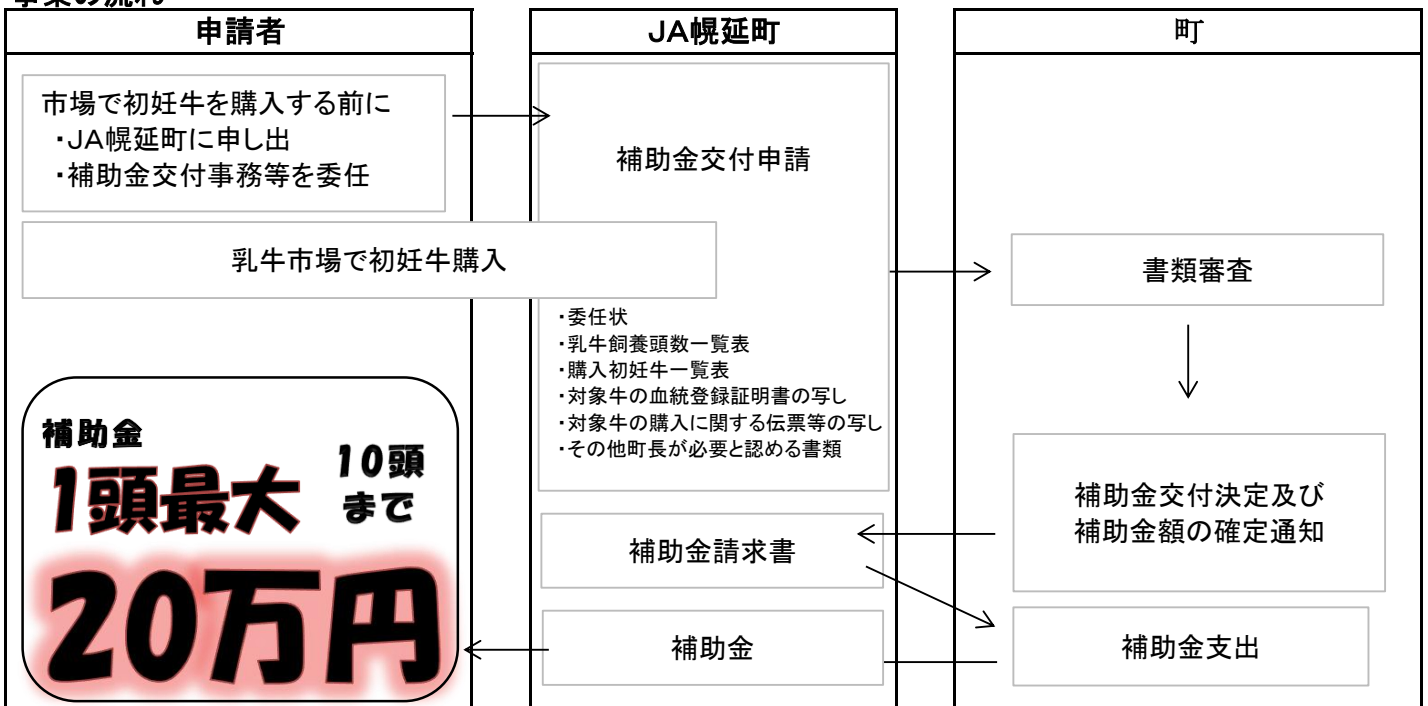 事業の流れ
申請者
JA幌延町
町
市場で初妊牛を購入する前に
・JA幌延町に申し出
・補助金交付事務等を委任
補助金交付申請
乳牛市場で初妊牛購入
書類審査
・委任状
・乳牛飼養頭数一覧表
・購入初妊牛一覧表
・対象牛の血統登録証明書の写し
・対象牛の購入に関する伝票等の写し
・その他町長が必要と認める書類
補助金
1頭最大
10頭
まで
20万円
補助金交付決定及び
補助金額の確定通知
補助金請求書
補助金
補助金支出